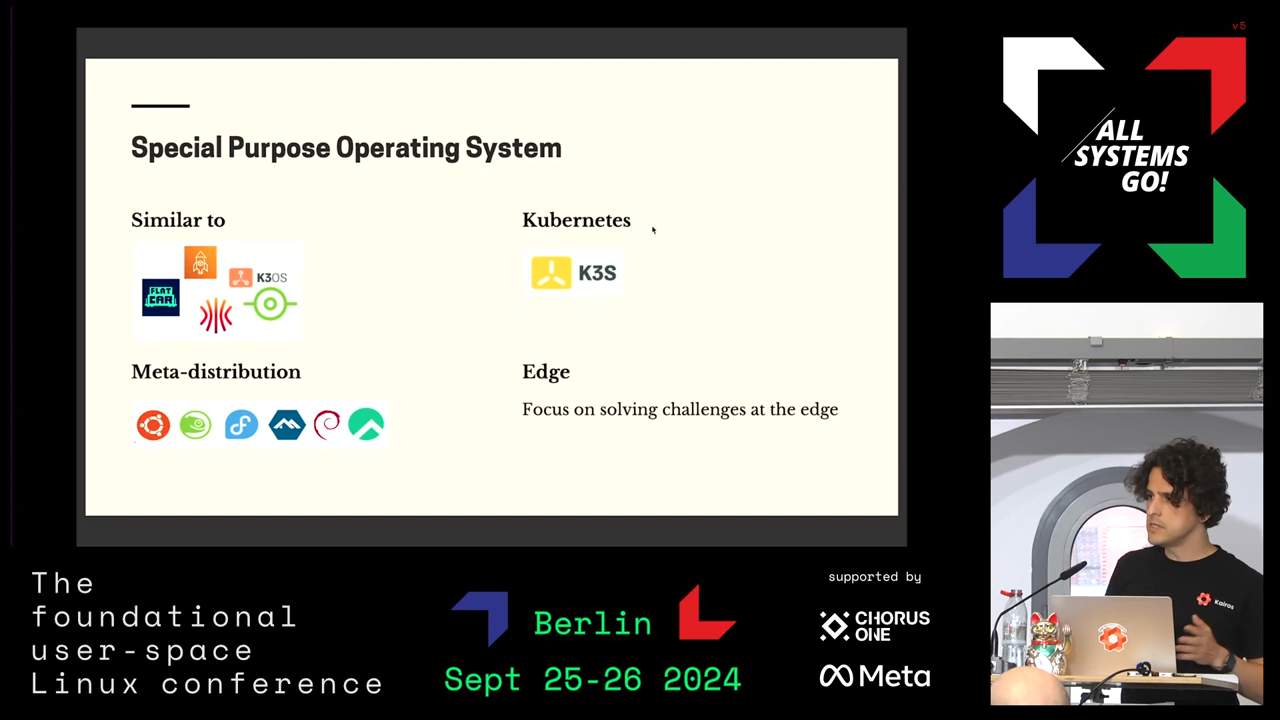 Special Purpose Operating System
Similar to
K3OS
FLAT
CAR
Kubernetes
K3S
Meta-distribution
Edge
Focus on solving challenges at the edge
v5
ALL
SYSTEMS
GO!
Kairos
The
foundational
user-space
Linux conference
Berlin
Sept 25-26 2024
supported by
CHORUS
ONE
Meta